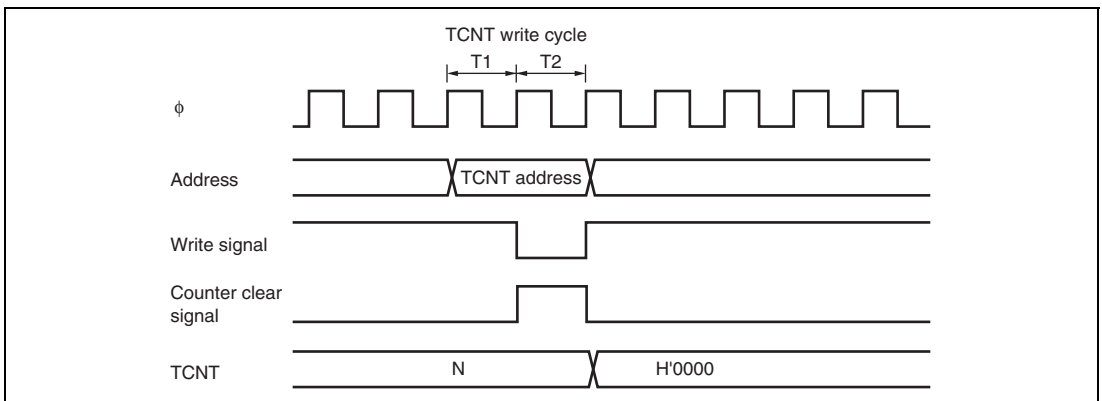 TCNT write cycle
T1 T2
ϕ
Address
TCNT address
Write signal
Counter clear
signal
TCNT
N
H'0000